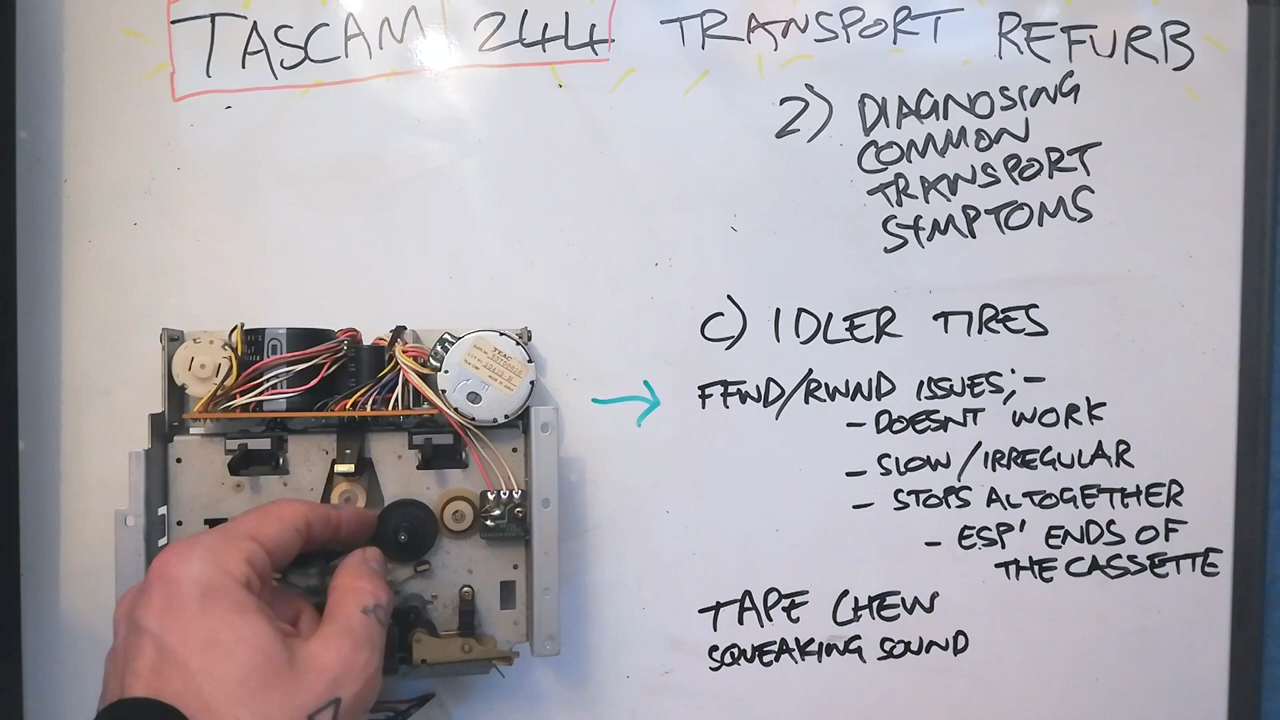 TASCAM 244 TRANSPORT REFURB
2) DIAGNOSING
COMMON
TRANSPORT
SYMPTOMS
C) IDLER TIRES
FFWD/RWND ISSUES;-
- DOESNT WORK
- SLOW/IRREGULAR
- STOPS ALTOGETHER
- ESP' ENDS OF
THE CASSETTE
TAPE CHEW
SQUEAKING SOUND
TEAC